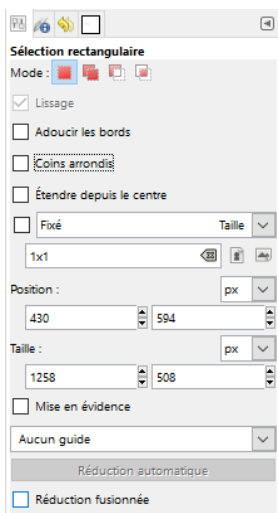 Sélection rectangulaire
Mode :
Lissage
Adoucir les bords
Coins arrondis
Étendre depuis le centre
Fixé Taille
1x1
Position : px
430 594
Taille : px
1258 508
Mise en évidence
Aucun guide
Réduction automatique
Réduction fusionnée